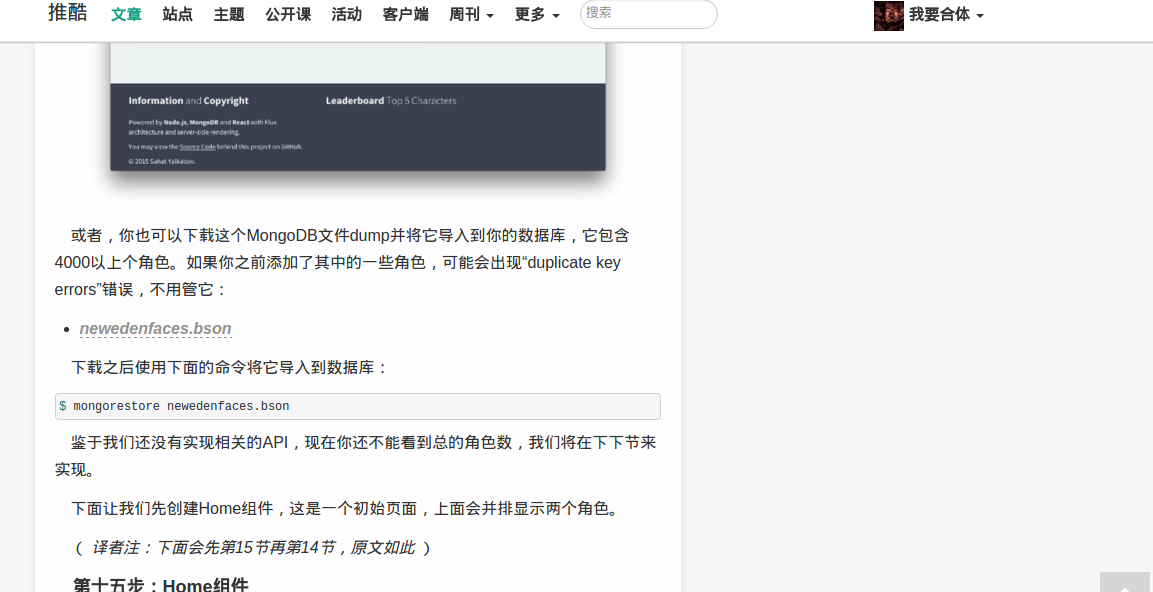 推酷 文章 站点 主题 公开课 活动 客户端 周刊 更多 搜索 我要合体
Information and Copyright Leaderboard Top 5 Characters
Powered by Node.js, MongoDB and React with Flux
architecture and server-side rendering.
You may view the Source Code behind this project on GitHub.
© 2015 Sahat Yalkabov.
或者，你也可以下载这个MongoDB文件dump并将它导入到你的数据库，它包含
4000以上个角色。如果你之前添加了其中的一些角色，可能会出现“duplicate key
errors”错误，不用管它：
• newedenfaces.bson
下载之后使用下面的命令将它导入到数据库：
$ mongorestore newedenfaces.bson
鉴于我们还没有实现相关的API，现在你还不能看到总的角色数，我们将在下下节来
实现。
下面让我们先创建Home组件，这是一个初始页面，上面会并排显示两个角色。
（ 译者注：下面会先第15节再第14节，原文如此 ）
第十五步：Home组件